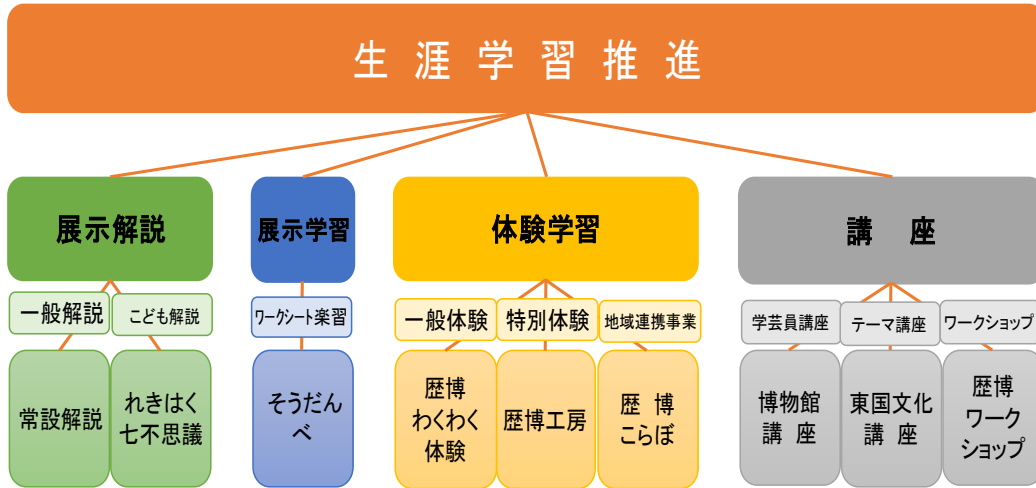 生涯学習推進
展示解説
展示学習
体験学習
講座
一般解説
こども解説
ワークシート楽習
一般体験
特別体験
地域連携事業
学芸員講座
テーマ講座
ワークショップ
常設解説
れきはく
七不思議
そうだん
べ
歴博
わくわく
体験
歴博工房
歴博
こらぼ
博物館
講座
東国文化
講座
歴博
ワーク
ショップ